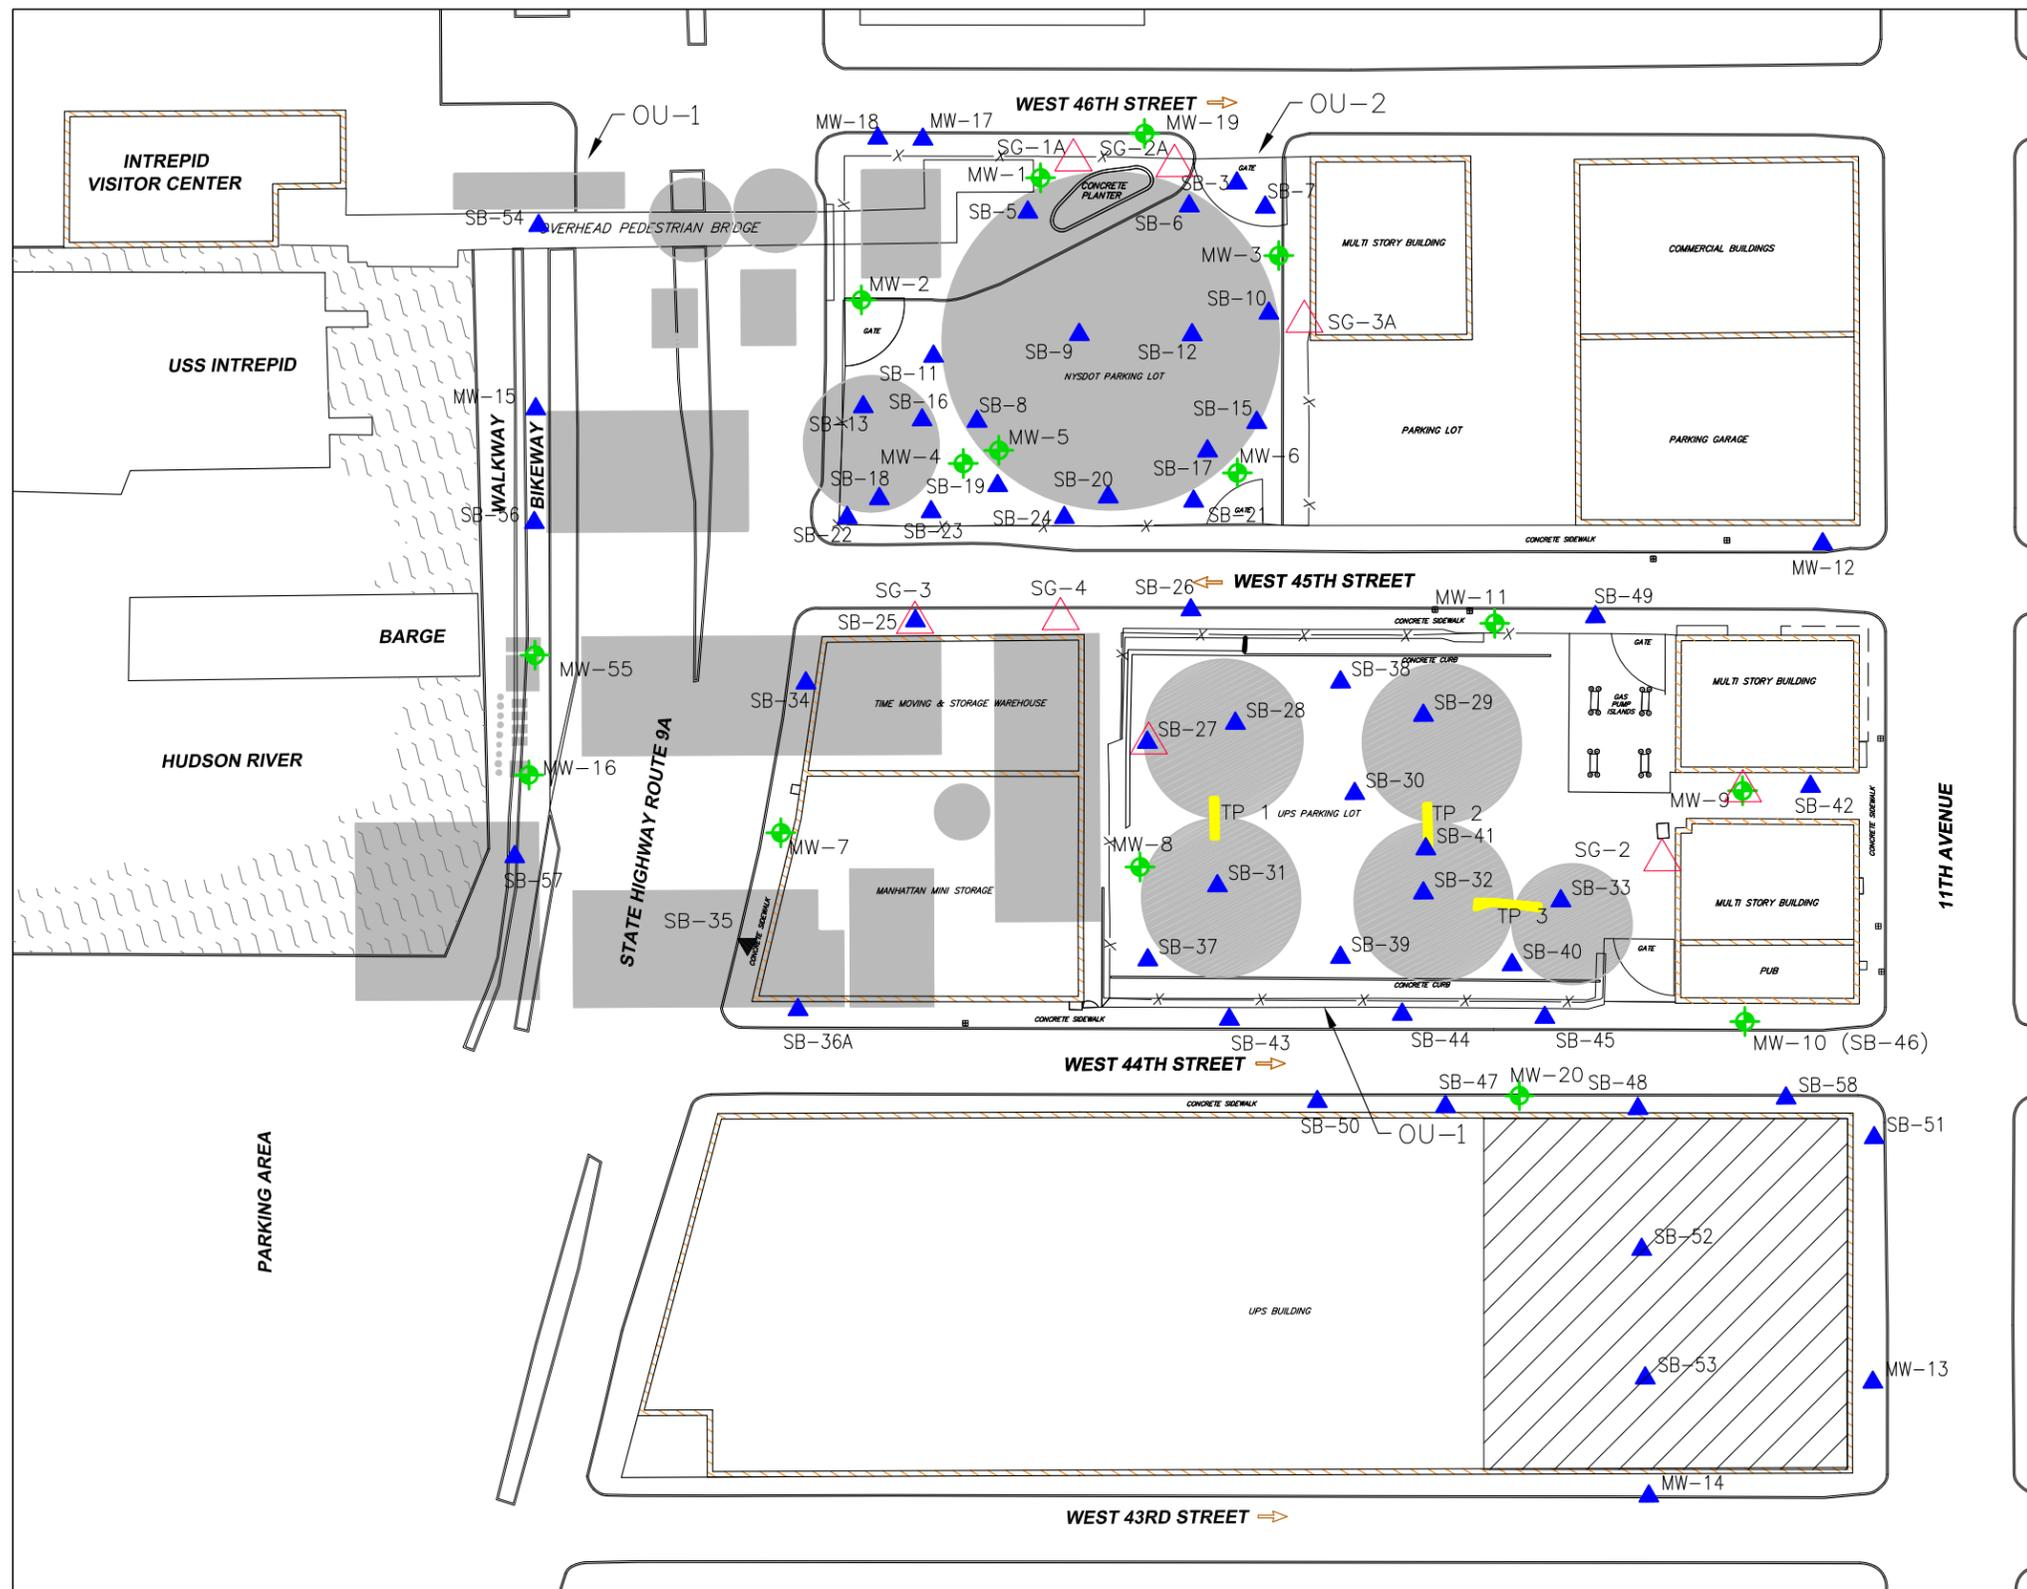 WEST 46TH STREET
OU-1
OU-2
MW-18
MW-17
MW-19
INTREPID
VISITOR CENTER
SG-1A
SG-2A
MW-1
CONCRETE
PLANTER
GATE
SB-3
SB-7
SB-54
OVERHEAD PEDESTRIAN BRIDGE
SB-5
SB-6
MULTI STORY BUILDING
COMMERCIAL BUILDINGS
MW-3
MW-2
SB-10
GATE
SG-3A
USS INTREPID
SB-9
SB-12
SB-11
NYSDOT PARKING LOT
MW-15
SB-13
SB-16
SB-8
SB-15
WALKWAY
BIKEWAY
PARKING LOT
PARKING GARAGE
MW-5
MW-4
SB-17
MW-6
SB-18
SB-19
SB-20
SB-56
SB-22
SB-23
SB-24
SB-21
GATE
CONCRETE SIDEWALK
MW-12
WEST 45TH STREET
SG-3
SG-4
SB-26
MW-11
SB-49
SB-25
CONCRETE SIDEWALK
BARGE
MW-55
GATE
CONCRETE CURB
SB-38
MULTI STORY BUILDING
SB-34
TIME MOVING & STORAGE WAREHOUSE
SB-27
SB-28
SB-29
GAS
PUMP
ISLANDS
HUDSON RIVER
MW-16
STATE HIGHWAY ROUTE 9A
SB-30
MW-9
SB-42
TP 1
UPS PARKING LOT
TP 2
CONCRETE SIDEWALK
11TH AVENUE
MW-7
MW-8
SB-41
SG-2
SB-57
MANHATTAN MINI STORAGE
SB-31
SB-32
SB-33
MULTI STORY BUILDING
SB-35
CONCRETE SIDEWALK
TP 3
SB-37
SB-39
SB-40
GATE
PUB
CONCRETE CURB
CONCRETE SIDEWALK
SB-36A
SB-43
SB-44
SB-45
MW-10 (SB-46)
WEST 44TH STREET
SB-47
MW-20
SB-48
SB-58
CONCRETE SIDEWALK
SB-50
OU-1
SB-51
PARKING AREA
SB-52
UPS BUILDING
SB-53
MW-13
MW-14
WEST 43RD STREET